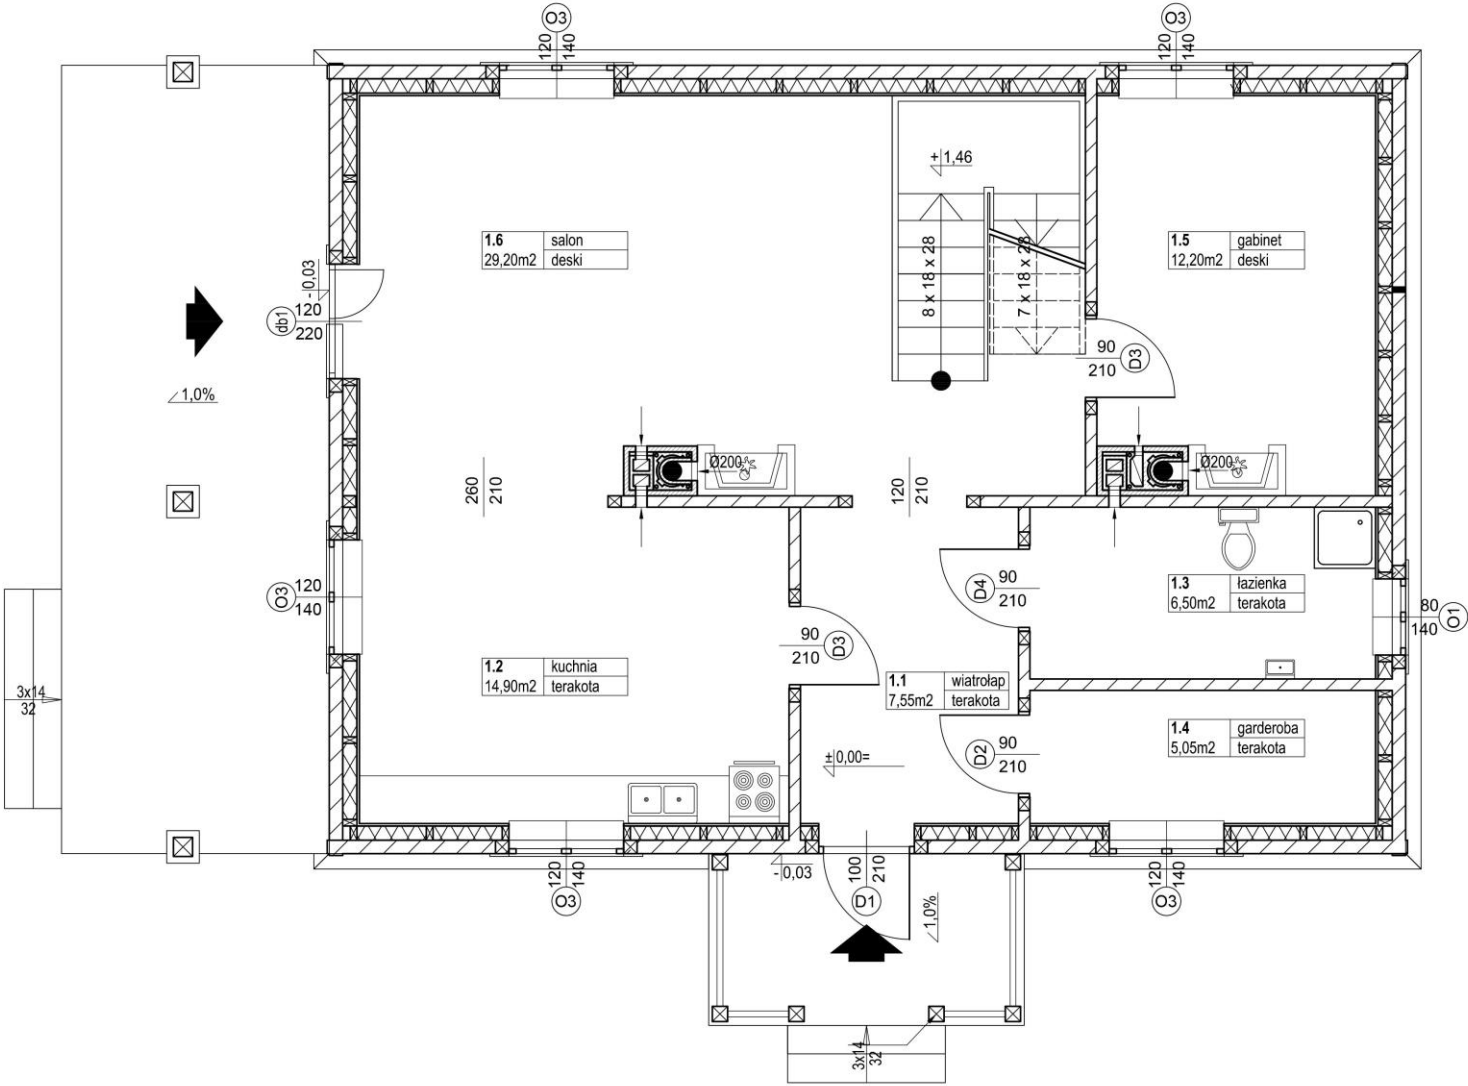 O3
120
140
O3
120
140
+1,46
1.6 salon
29,20m2 deski
8 x 18 x 28
7 x 18 x 28
1.5 gabinet
12,20m2 deski
-0,03
db1
120
220
1,0%
90
210
D3
Ø200
Ø200
260
210
120
210
O3
120
140
D4
90
210
1.3 łazienka
6,50m2 terakota
80
140
O1
90
210
D3
1.2 kuchnia
14,90m2 terakota
1.1 wiatrołap
7,55m2 terakota
3x14
32
D2
90
210
1.4 garderoba
5,05m2 terakota
±0,00=
120
140
O3
-0,03
100
210
D1
1,0%
120
140
O3
3x14
32